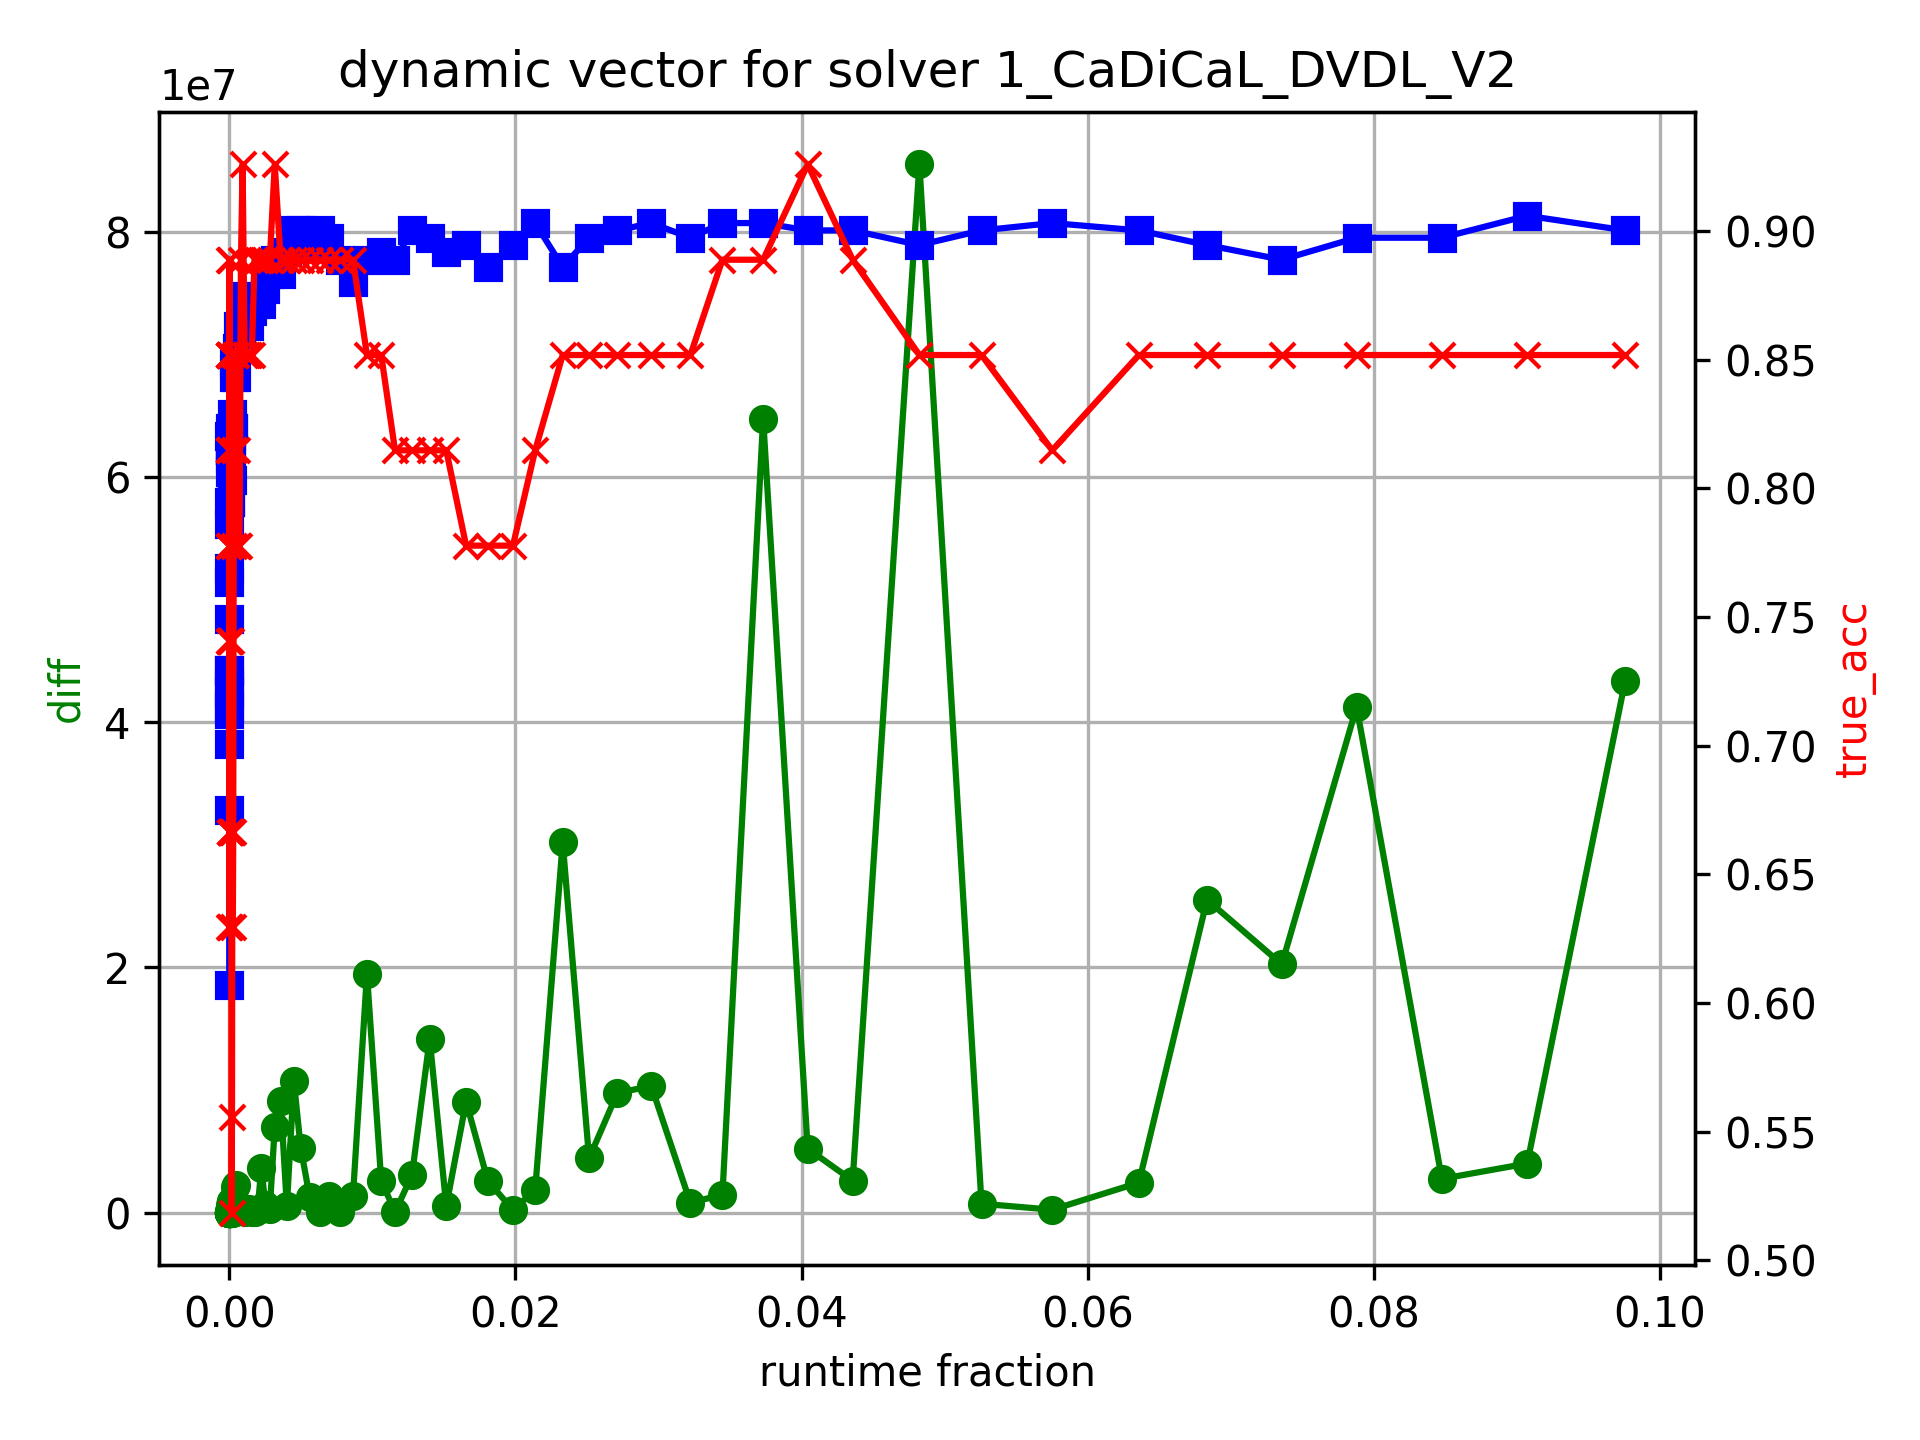 dynamic vector for solver 1_CaDiCaL_DVDL_V2
1e7
8
6
4
2
0
diff
0.90
0.85
0.80
0.75
0.70
0.65
0.60
0.55
0.50
true_acc
0.00 0.02 0.04 0.06 0.08 0.10
runtime fraction